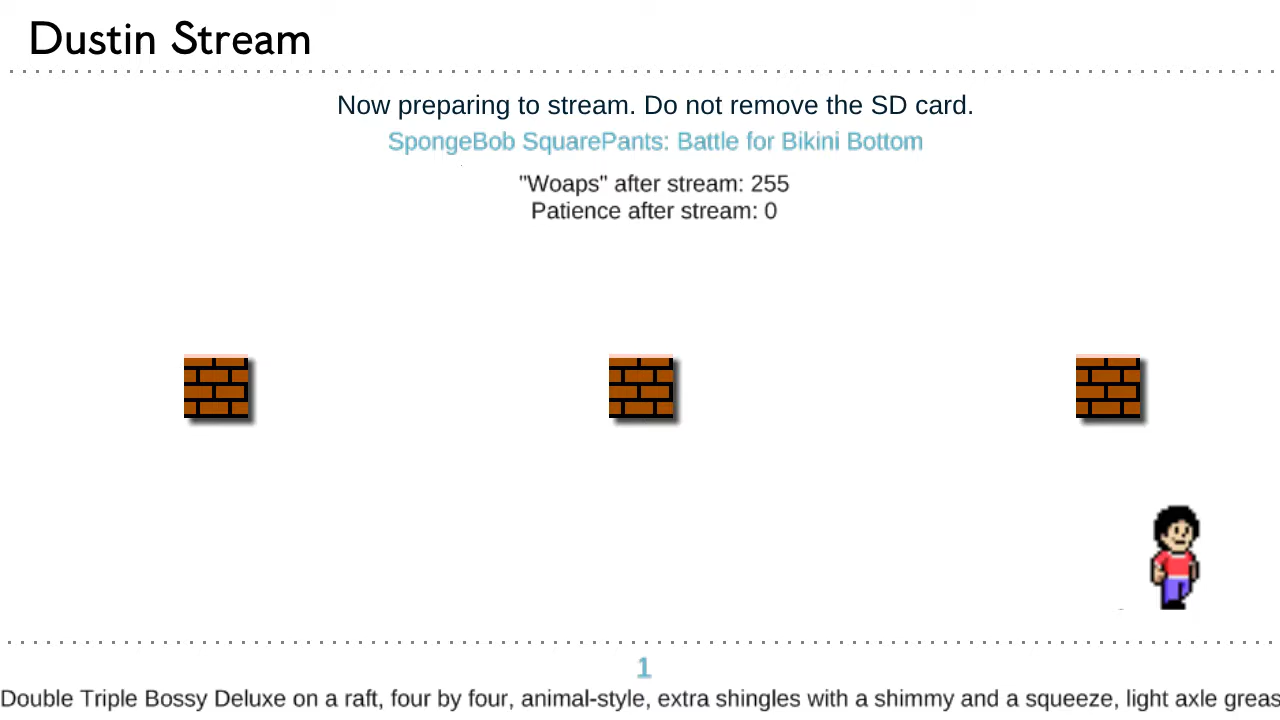 Dustin Stream
Now preparing to stream. Do not remove the SD card.
SpongeBob SquarePants: Battle for Bikini Bottom
"Woaps" after stream: 255
Patience after stream: 0
1
Double Triple Bossy Deluxe on a raft, four by four, animal-style, extra shingles with a shimmy and a squeeze, light axle greas